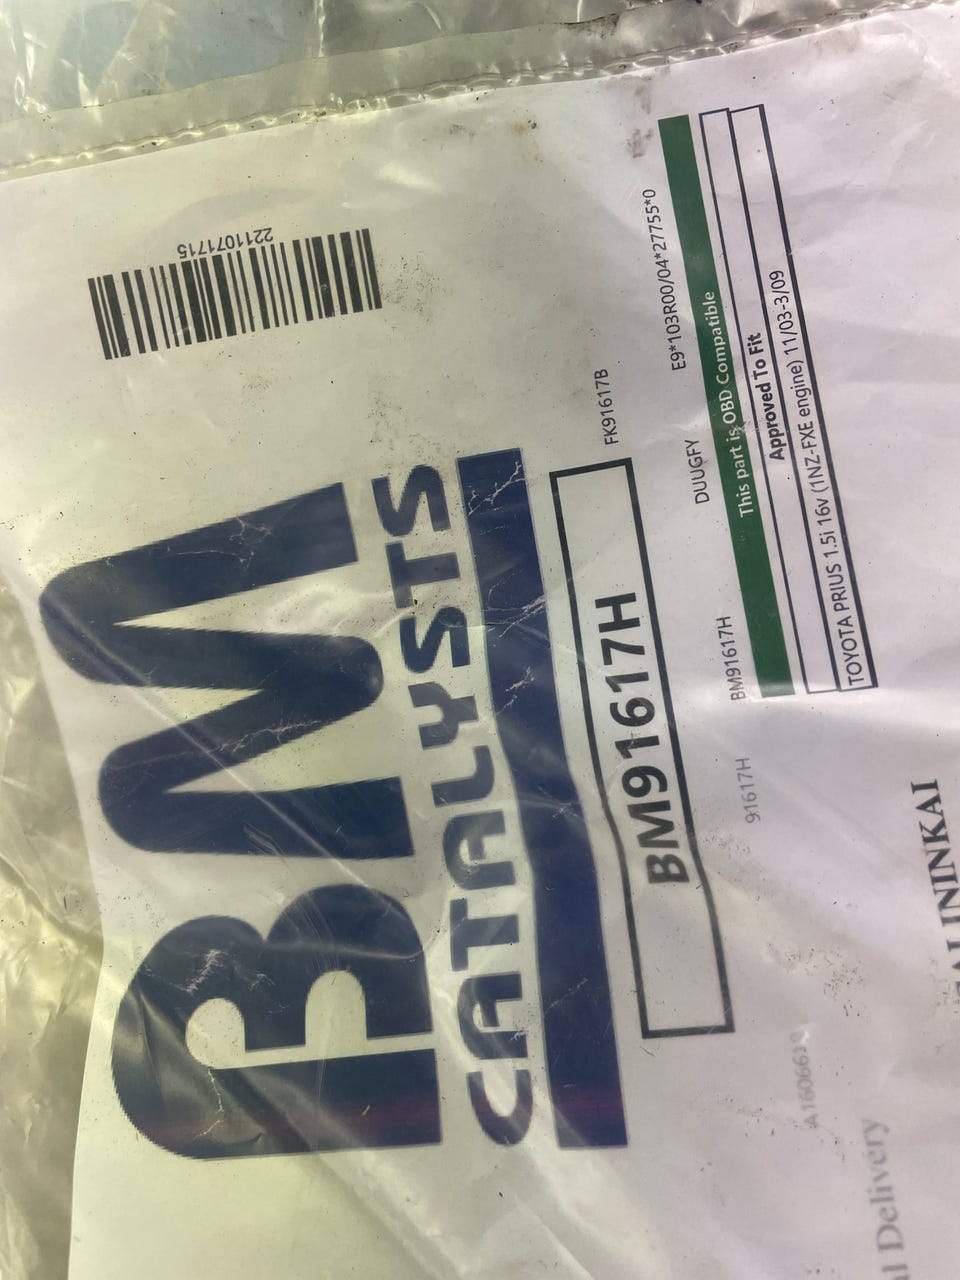 2211071715
BM
CATALYSTS
BM91617H
FK91617B
91617H
BM91617H
DUUGFY
E9*103R00/04*27755*0
This part is OBD Compatible
Approved To Fit
TOYOTA PRIUS 1.5i 16v (1NZ-FXE engine) 11/03-3/09
Delivery